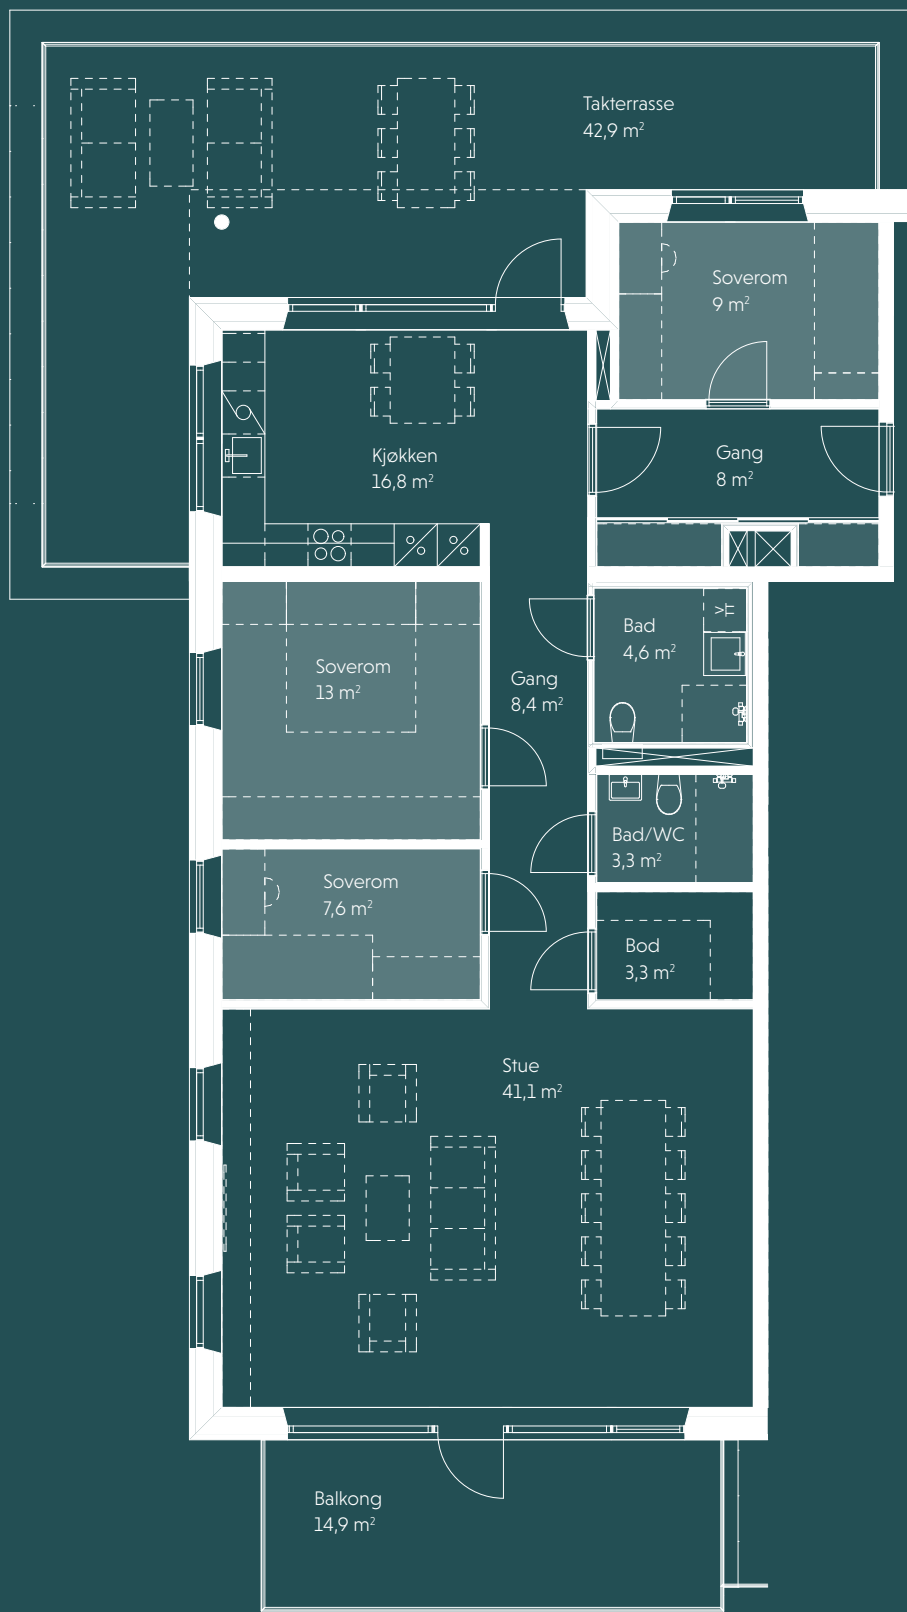 Takterrasse
42,9 m²
Soverom
9 m²
Kjøkken
16,8 m²
Gang
8 m²
Soverom
13 m²
Gang
8,4 m²
Bad
4,6 m²
VT
Bad/WC
3,3 m²
Soverom
7,6 m²
Bod
3,3 m²
Stue
41,1 m²
Balkong
14,9 m²